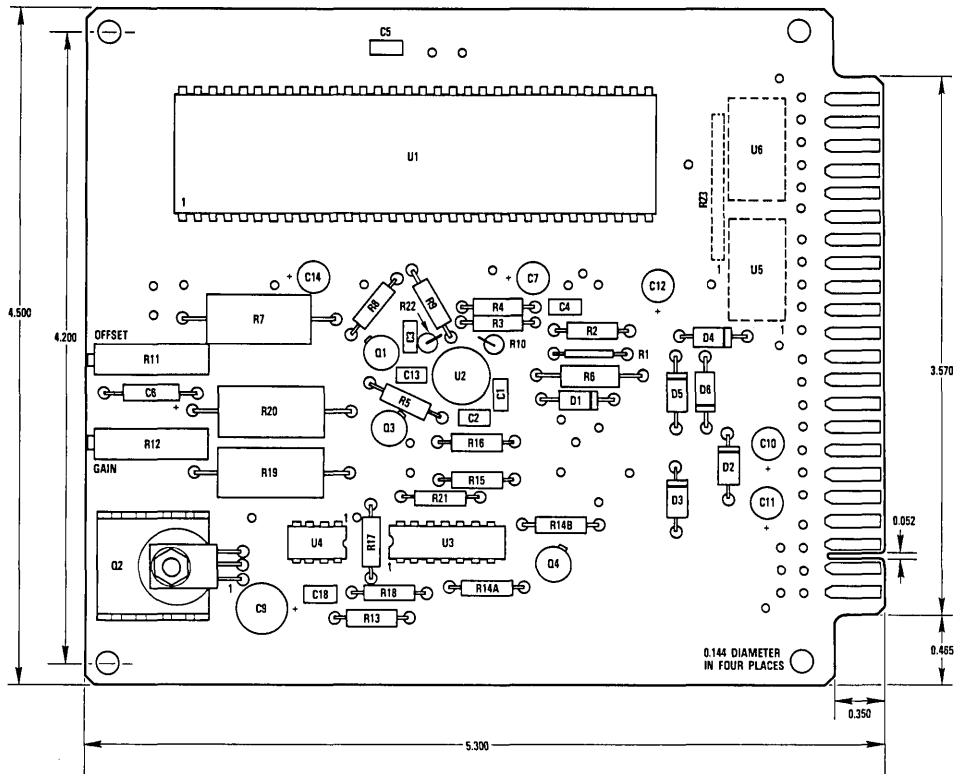 C5
U1
1
U6
R23
1
U5
1
4.500
4.200
3.570
+ C14
C7 +
C12 +
R8
R9
R22
R4
C4
R3
R7
OFFSET
R11
C3
R10
R2
D4
Q1
R1
C13
U2
R6
C6
+
R5
C1
D1
D5
D6
R20
C2
Q3
R12
GAIN
R16
C10
+
D2
R19
R15
D3
C11
+
R21
0.052
U4
1
R17
U3
1
R14B
Q2
Q4
1
C9 +
C18
R18
R14A
R13
0.144 DIAMETER
IN FOUR PLACES
0.465
0.350
5.300